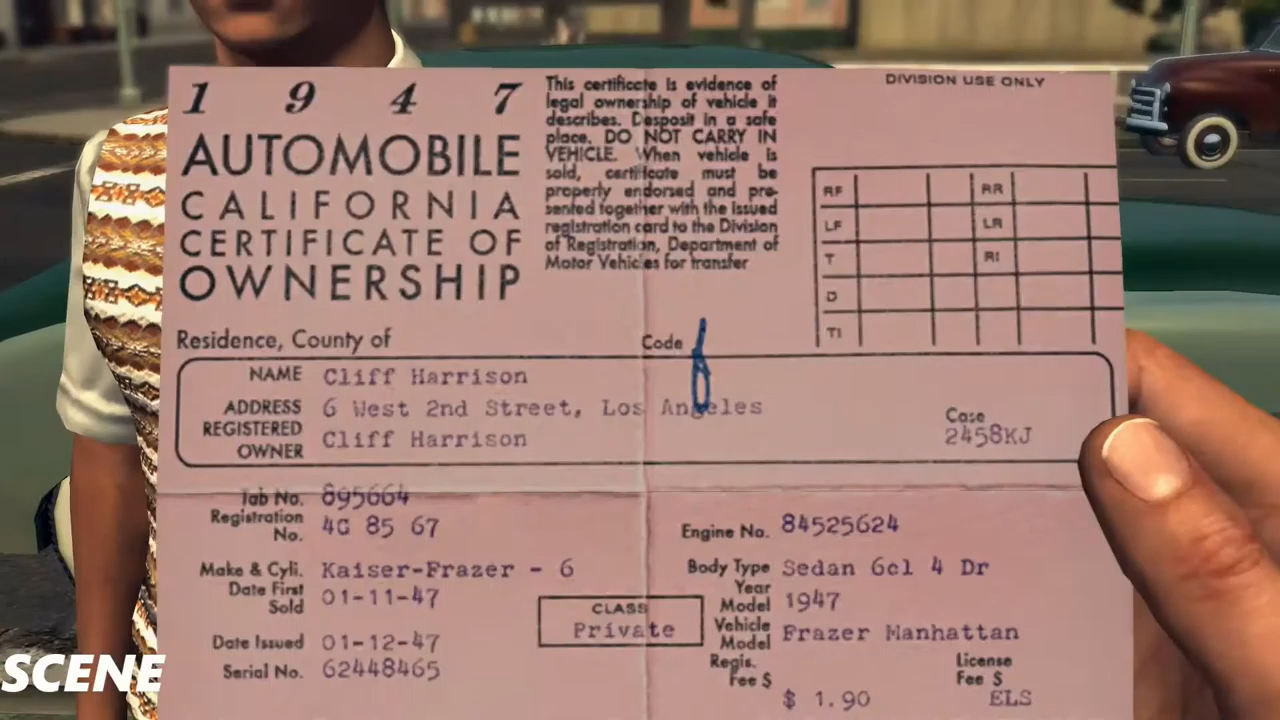 1 9 4 7
AUTOMOBILE
CALIFORNIA
CERTIFICATE OF
OWNERSHIP
This certificate is evidence of
legal ownership of vehicle it
describes. Desposit in a safe
place. DO NOT CARRY IN
VEHICLE. When vehicle is
sold, certificate must be
properly endorsed and pre-
sented together with the issued
registration card to the Division
of Registration, Department of
Motor Vehicles for transfer
DIVISION USE ONLY
RF RR
LF LR
T RI
D
TI
Residence, County of Code
NAME Cliff Harrison
ADDRESS 6 West 2nd Street, Los Angeles
REGISTERED
OWNER Cliff Harrison
Case
2458KJ
Tab No. 895664
Registration
No. 4G 85 67
Make & Cyli. Kaiser-Frazer - 6
Date First
Sold 01-11-47
Date Issued 01-12-47
Serial No. 62448465
CLASS
Private
Engine No. 84525624
Body Type Sedan 6cl 4 Dr
Year
Model 1947
Vehicle
Model Frazer Manhattan
Regis.
Fee $ $ 1.90
License
Fee $ ELS
SCENE